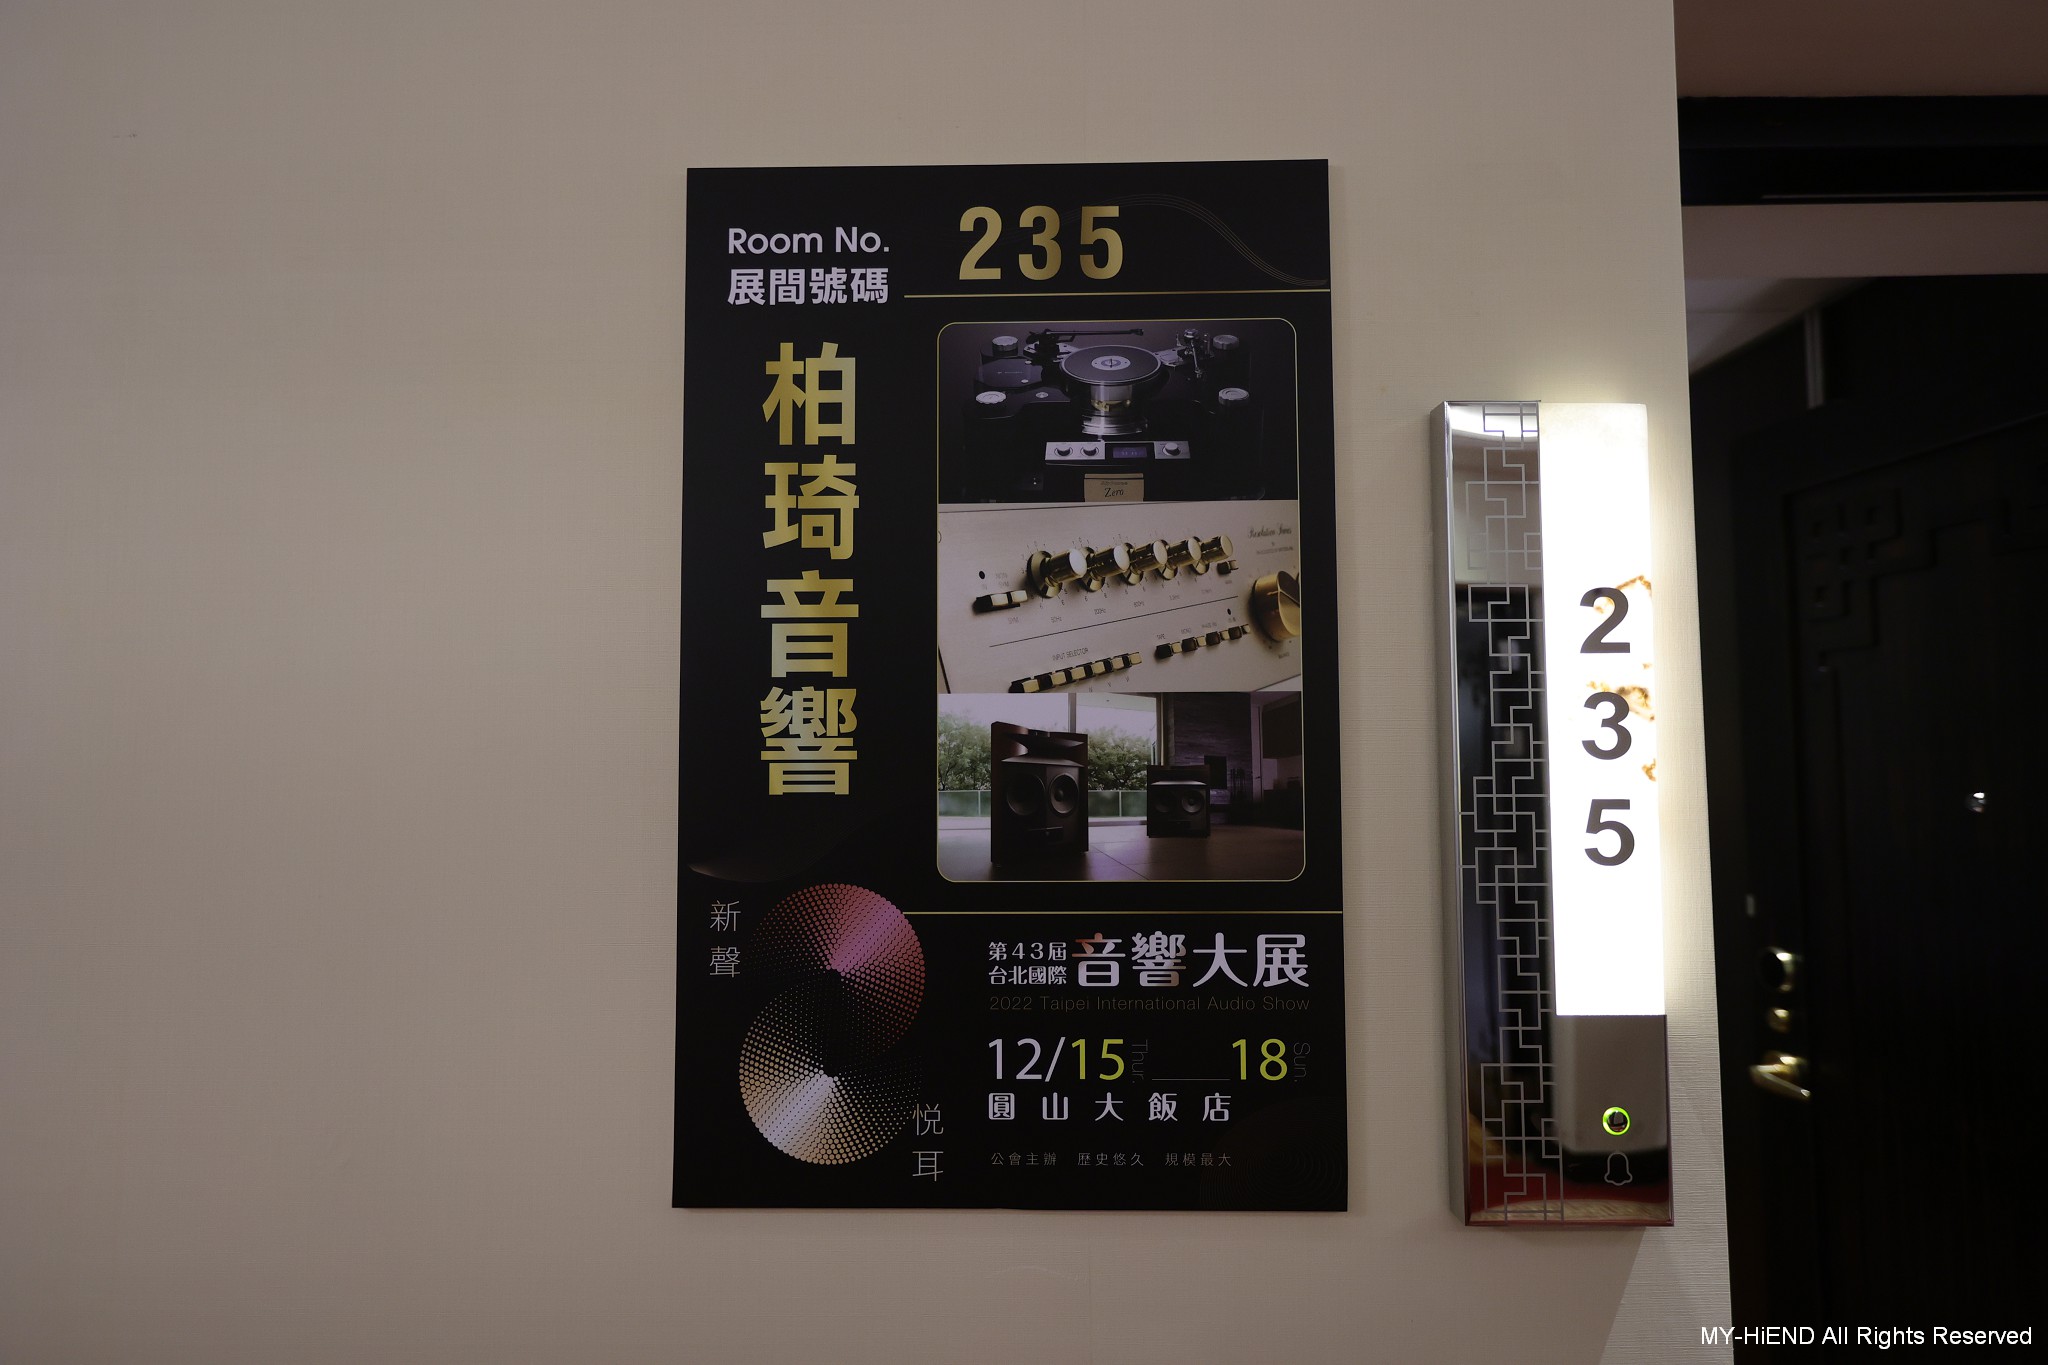 Room No.
展間號碼
235
柏琦音響
Zero
INPUT SELECTOR
新聲
悦耳
第43屆
台北國際
音響大展
2022 Taipei International Audio Show
12/15 Thur. 18 Sun.
圓山大飯店
公會主辦 歷史悠久 規模最大
2
3
5
MY-HiEND All Rights Reserved